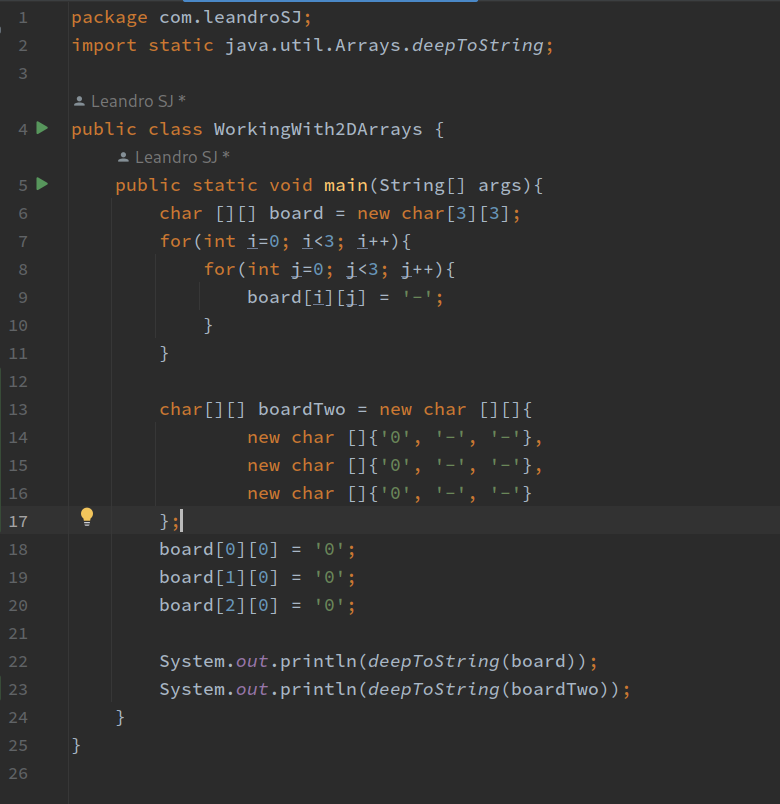 1 package com.leandroSJ;
2 import static java.util.Arrays.deepToString;
3
Leandro SJ *
4 public class WorkingWith2DArrays {
Leandro SJ *
5 public static void main(String[] args){
6 char [][] board = new char[3][3];
7 for(int i=0; i<3; i++){
8 for(int j=0; j<3; j++){
9 board[i][j] = '-';
10 }
11 }
12
13 char[][] boardTwo = new char [][]{
14 new char []{'0', '-', '-'},
15 new char []{'0', '-', '-'},
16 new char []{'0', '-', '-'}
17 };
18 board[0][0] = '0';
19 board[1][0] = '0';
20 board[2][0] = '0';
21
22 System.out.println(deepToString(board));
23 System.out.println(deepToString(boardTwo));
24 }
25 }
26